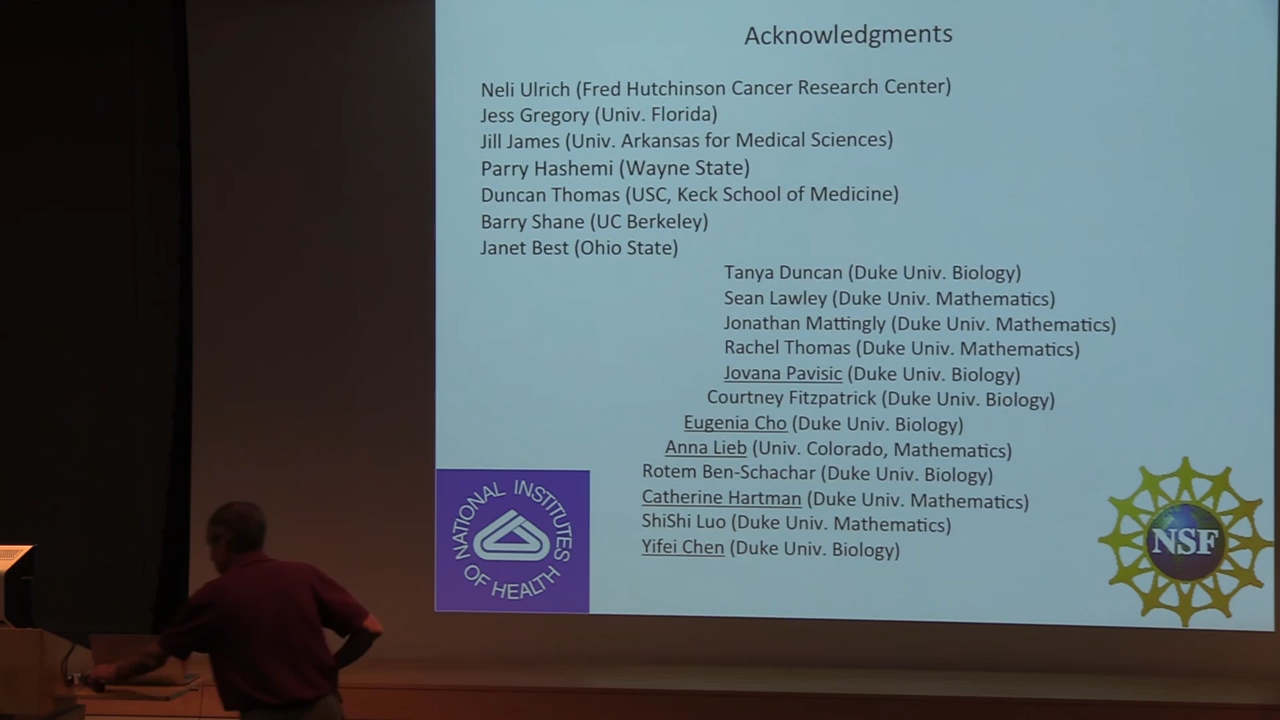 Acknowledgments
Neli Ulrich (Fred Hutchinson Cancer Research Center)
Jess Gregory (Univ. Florida)
Jill James (Univ. Arkansas for Medical Sciences)
Parry Hashemi (Wayne State)
Duncan Thomas (USC, Keck School of Medicine)
Barry Shane (UC Berkeley)
Janet Best (Ohio State)
Tanya Duncan (Duke Univ. Biology)
Sean Lawley (Duke Univ. Mathematics)
Jonathan Mattingly (Duke Univ. Mathematics)
Rachel Thomas (Duke Univ. Mathematics)
Jovana Pavisic (Duke Univ. Biology)
Courtney Fitzpatrick (Duke Univ. Biology)
Eugenia Cho (Duke Univ. Biology)
Anna Lieb (Univ. Colorado, Mathematics)
Rotem Ben-Schachar (Duke Univ. Biology)
Catherine Hartman (Duke Univ. Mathematics)
ShiShi Luo (Duke Univ. Mathematics)
Yifei Chen (Duke Univ. Biology)
NATIONAL INSTITUTES
OF HEALTH
NSF